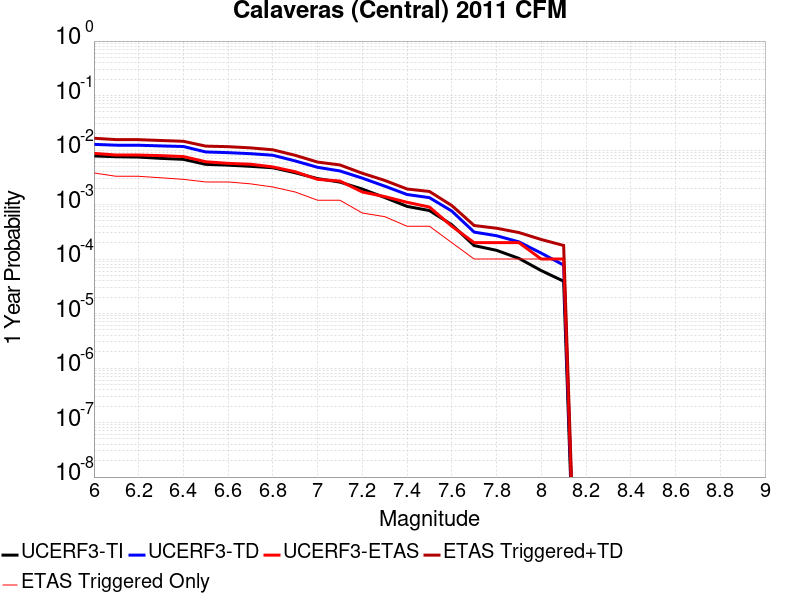 Calaveras (Central) 2011 CFM
10^0
10^-1
10^-2
10^-3
10^-4
10^-5
10^-6
10^-7
10^-8
1 Year Probability
6 6.2 6.4 6.6 6.8 7 7.2 7.4 7.6 7.8 8 8.2 8.4 8.6 8.8 9
Magnitude
UCERF3-TI UCERF3-TD UCERF3-ETAS ETAS Triggered+TD
ETAS Triggered Only